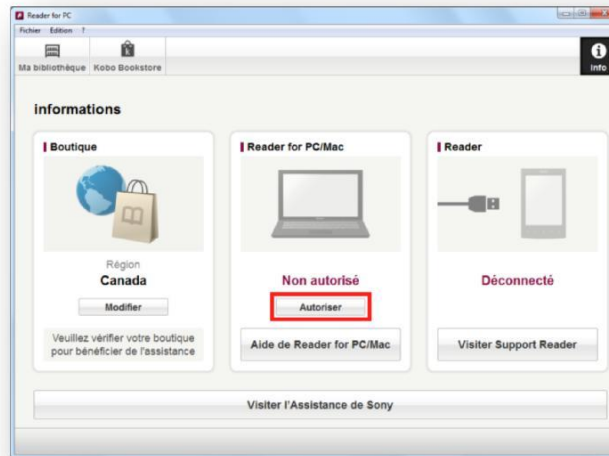 Reader for PC
Fichier Edition ?
Ma bibliothèque Kobo Bookstore
Info
informations
Boutique
Région
Canada
Modifier
Veuillez vérifier votre boutique
pour bénéficier de l'assistance
Reader for PC/Mac
Non autorisé
Autoriser
Aide de Reader for PC/Mac
Reader
Déconnecté
Visiter Support Reader
Visiter l'Assistance de Sony